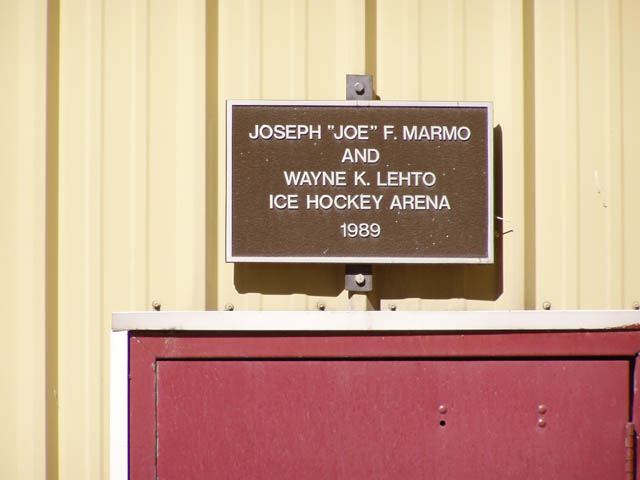 JOSEPH "JOE" F. MARMO
AND
WAYNE K. LEHTO
ICE HOCKEY ARENA
1989